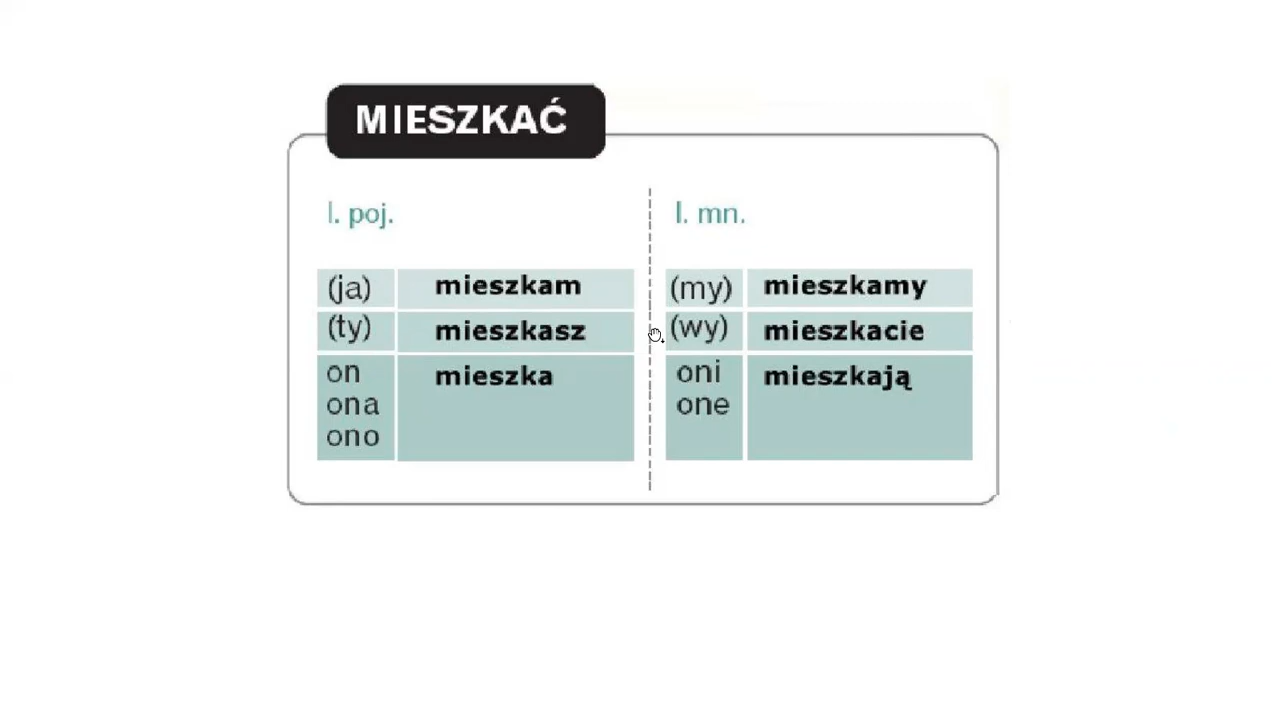 MIESZKAĆ
l. poj.
(ja) mieszkam
(ty) mieszkasz
on mieszka
ona
ono
l. mn.
(my) mieszkamy
(wy) mieszkacie
oni mieszkają
one